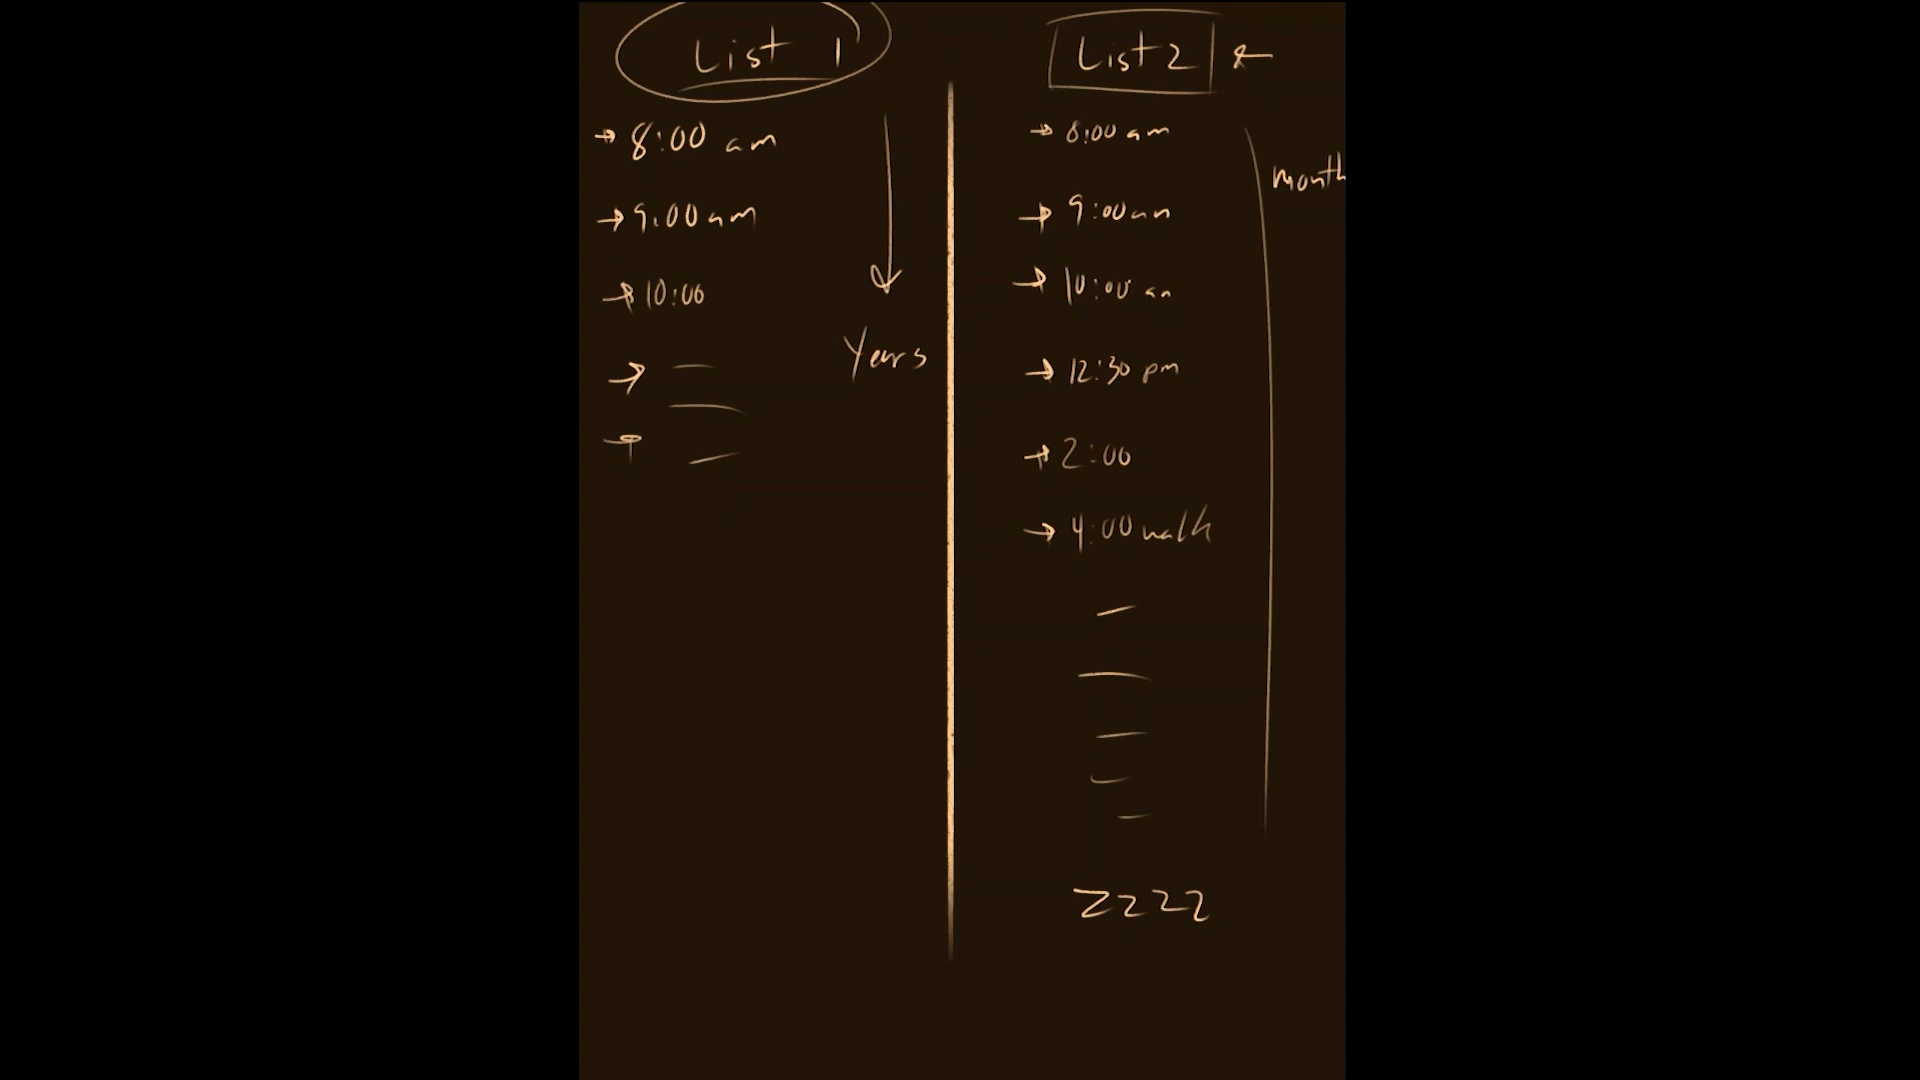 List 1
8:00 am
9:00 am
10:00
Years
List 2
8:00 am
9:00 am
10:00 am
12:30 pm
2:00
4:00 walk
month
zzzz